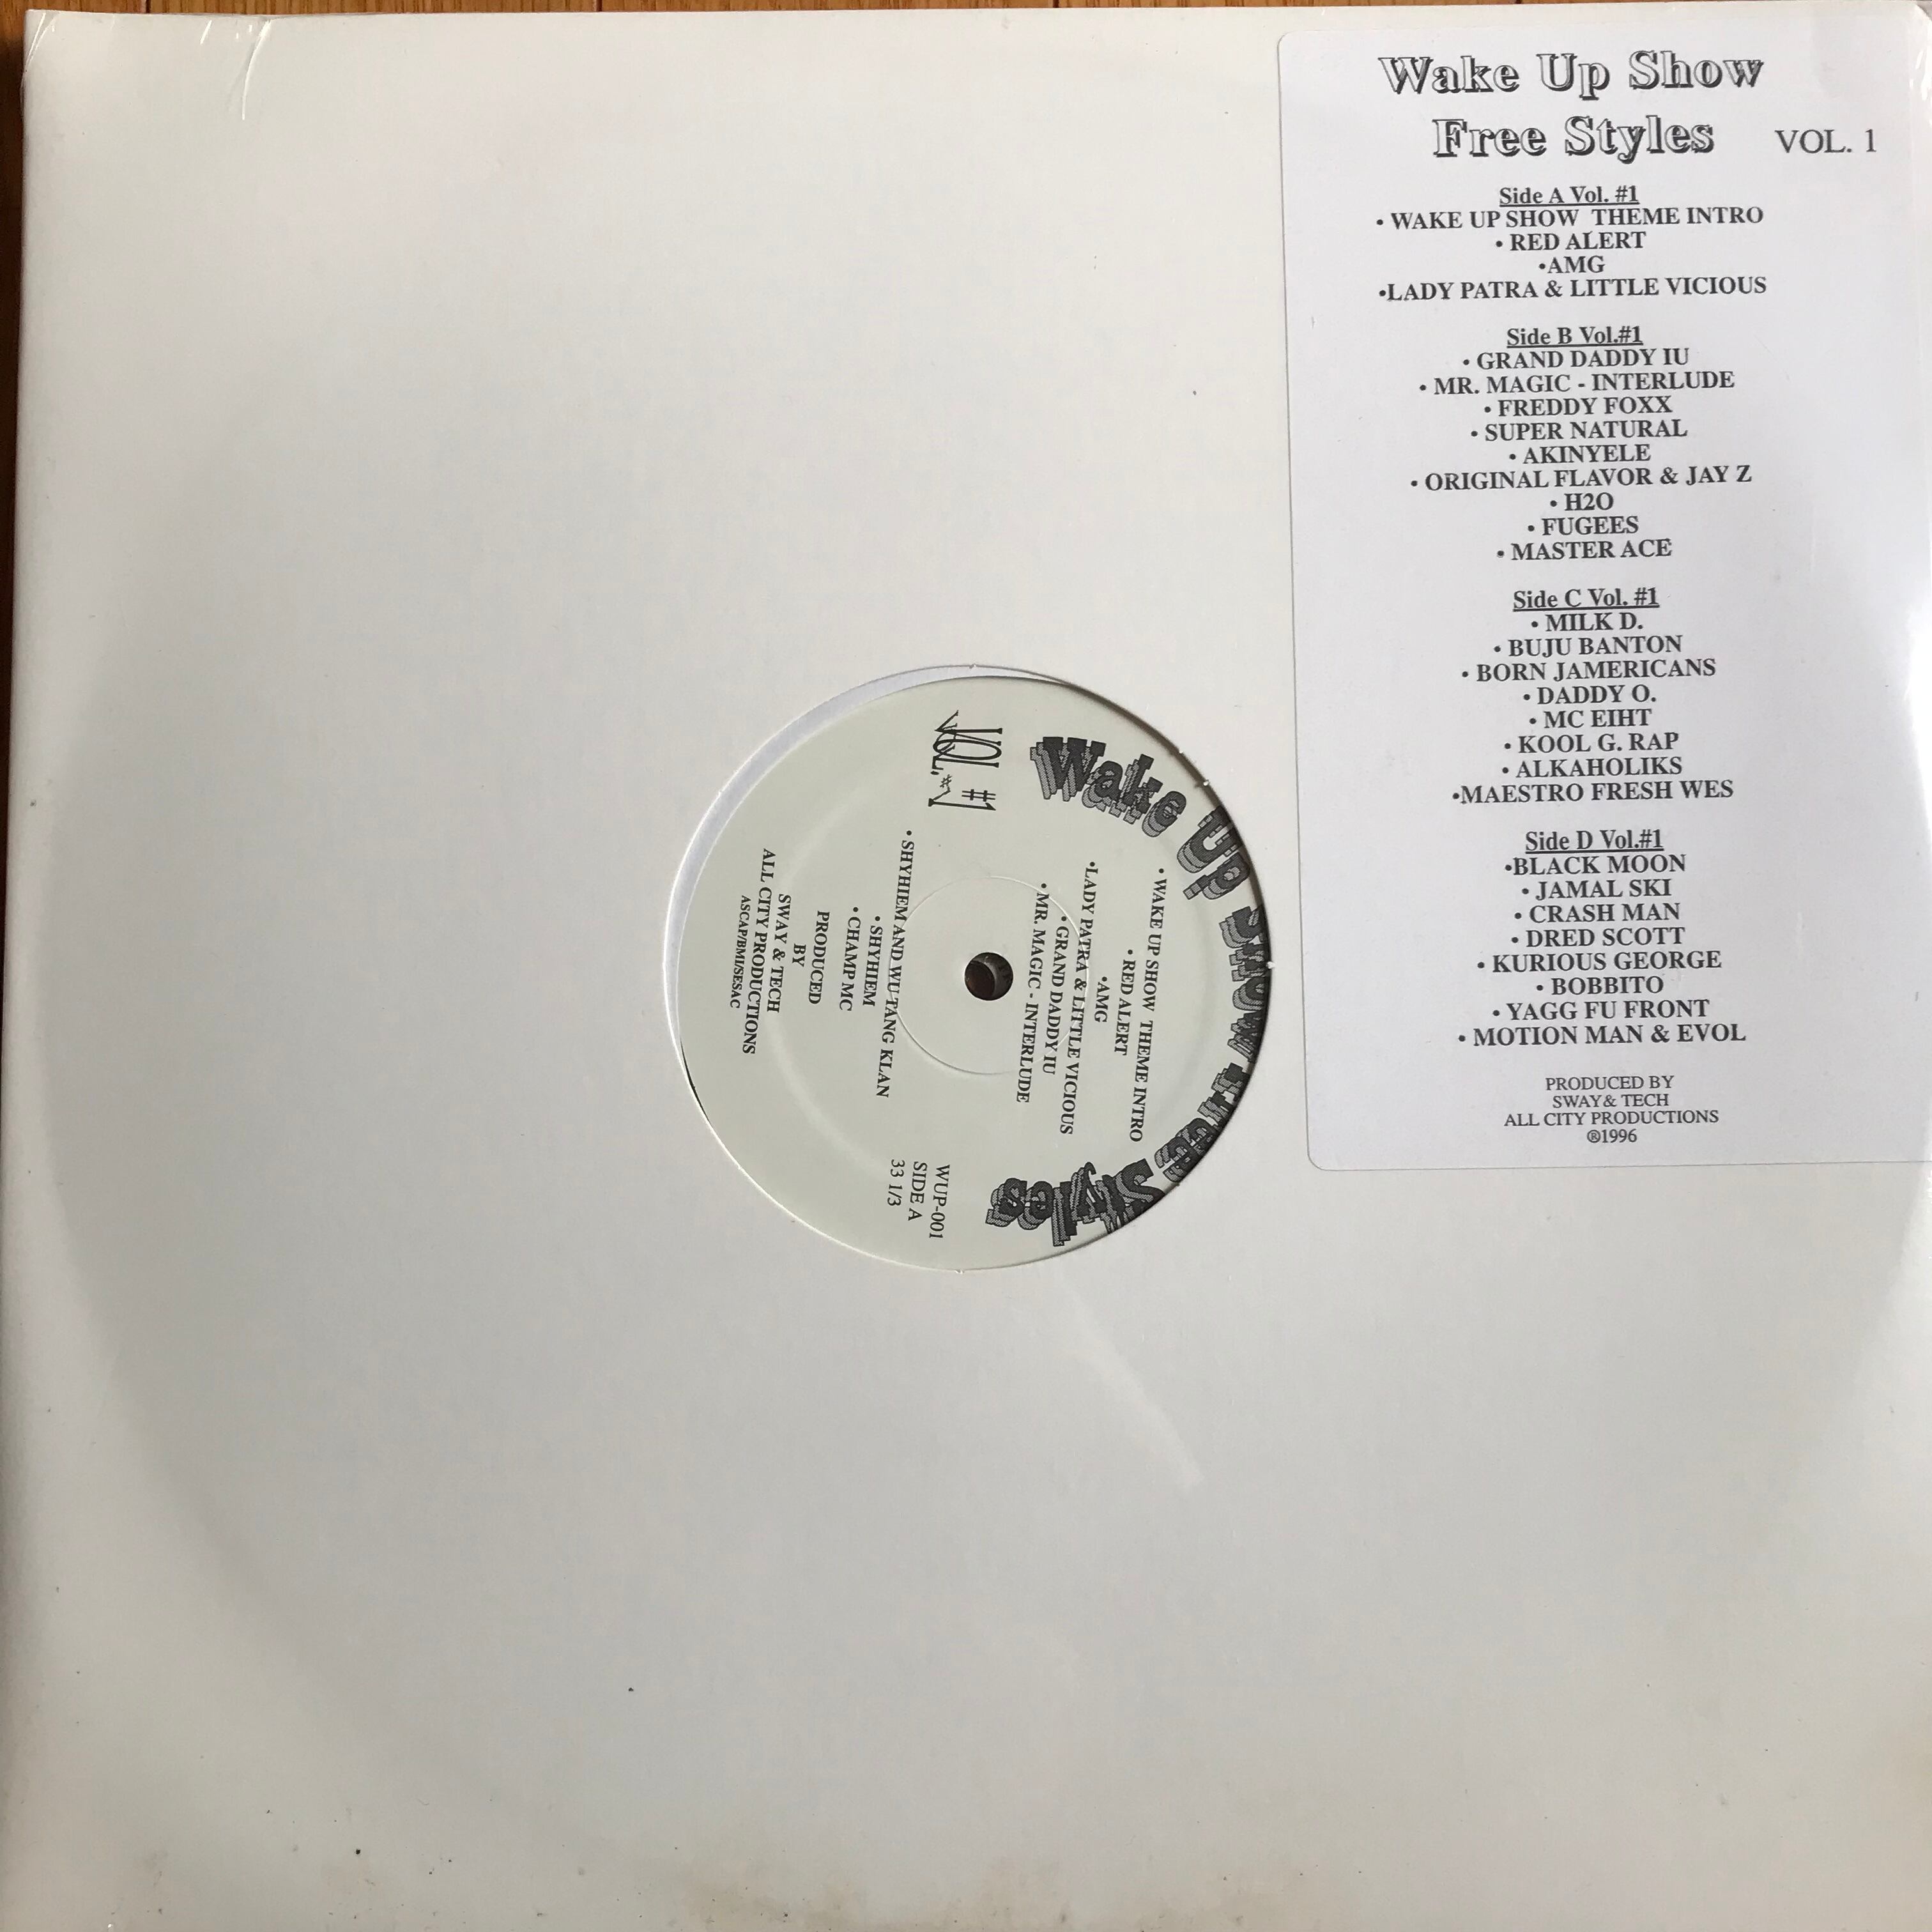 Wake Up Show
Free Styles VOL. 1
Side A Vol. #1
• WAKE UP SHOW THEME INTRO
• RED ALERT
•AMG
•LADY PATRA & LITTLE VICIOUS
Side B Vol.#1
• GRAND DADDY IU
• MR. MAGIC - INTERLUDE
• FREDDY FOXX
• SUPER NATURAL
• AKINYELE
• ORIGINAL FLAVOR & JAY Z
• H2O
• FUGEES
• MASTER ACE
Side C Vol. #1
• MILK D.
• BUJU BANTON
• BORN JAMERICANS
• DADDY O.
• MC EIHT
• KOOL G. RAP
• ALKAHOLIKS
•MAESTRO FRESH WES
Side D Vol.#1
•BLACK MOON
• JAMAL SKI
• CRASH MAN
• DRED SCOTT
• KURIOUS GEORGE
• BOBBITO
• YAGG FU FRONT
• MOTION MAN & EVOL
PRODUCED BY
SWAY& TECH
ALL CITY PRODUCTIONS
®1996
Wake Up Show Free Styles
VOL. #1
• WAKE UP SHOW THEME INTRO
• RED ALERT
•AMG
•LADY PATRA & LITTLE VICIOUS
• GRAND DADDY IU
• MR. MAGIC - INTERLUDE
WUP-001
SIDE A
33 1/3
• SHYHIEM AND WU-TANG KLAN
• SHYHIEM
• CHAMP MC
PRODUCED
BY
SWAY & TECH
ALL CITY PRODUCTIONS
ASCAP/BMI/SESAC